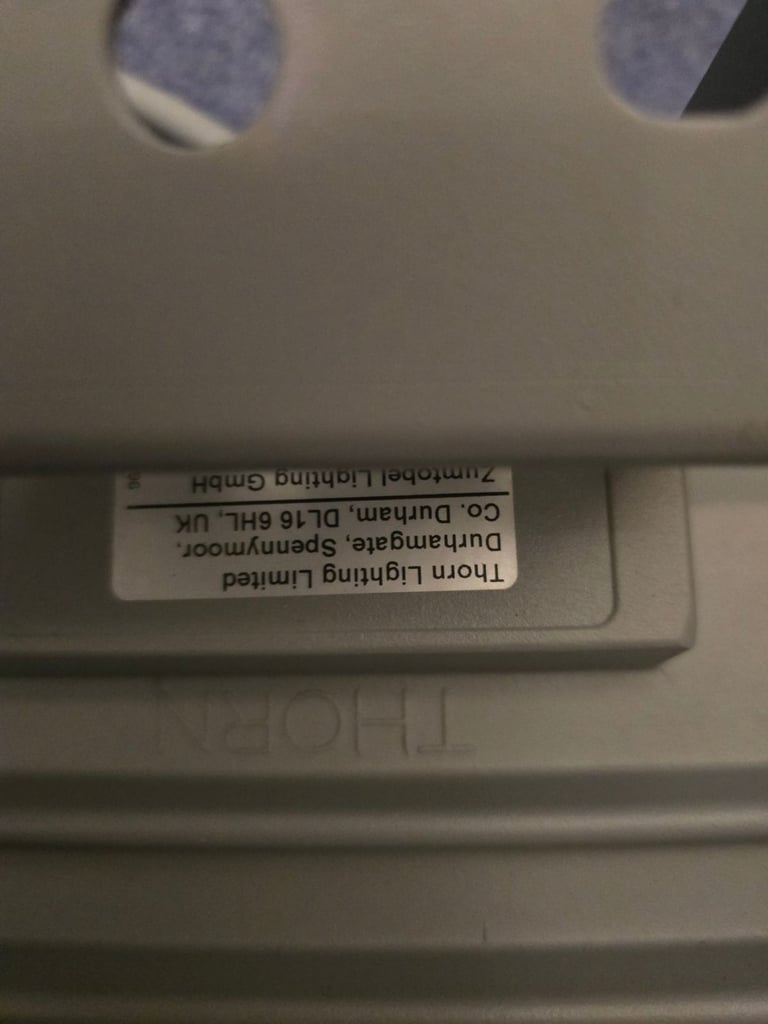 THORN
Thorn Lighting Limited
Durhamgate, Spennymoor,
Co. Durham, DL16 6HL, UK
Zumtobel Lighting GmbH